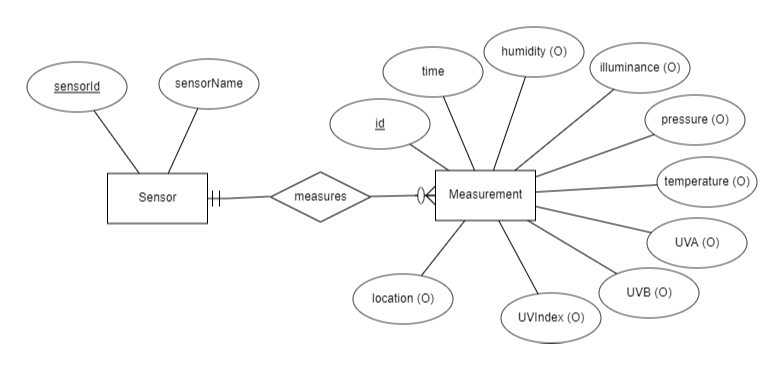 sensorId
sensorName
Sensor
measures
id
time
humidity (O)
illuminance (O)
pressure (O)
temperature (O)
Measurement
UVA (O)
UVB (O)
UVIndex (O)
location (O)